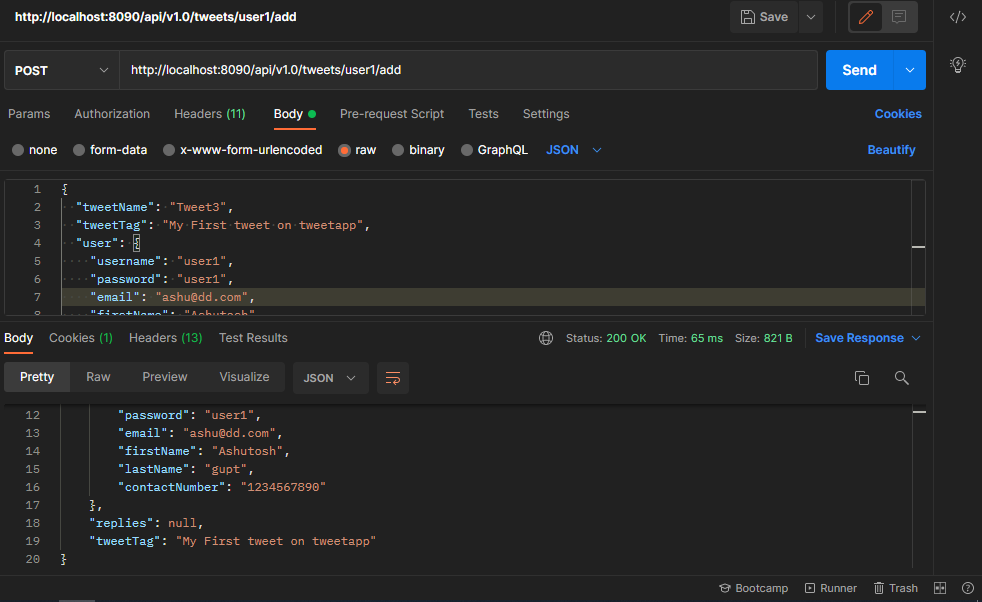 http://localhost:8090/api/v1.0/tweets/user1/add
Save
POST
http://localhost:8090/api/v1.0/tweets/user1/add
Send
Params Authorization Headers (11) Body Pre-request Script Tests Settings Cookies
none form-data x-www-form-urlencoded raw binary GraphQL JSON Beautify
1 {
2 "tweetName": "Tweet3",
3 "tweetTag": "My First tweet on tweetapp",
4 "user": {
5 "username": "user1",
6 "password": "user1",
7 "email": "ashu@dd.com",
8 "firstName": "Ashutosh"
Body Cookies (1) Headers (13) Test Results Status: 200 OK Time: 65 ms Size: 821 B Save Response
Pretty Raw Preview Visualize JSON
12 "password": "user1",
13 "email": "ashu@dd.com",
14 "firstName": "Ashutosh",
15 "lastName": "gupt",
16 "contactNumber": "1234567890"
17 },
18 "replies": null,
19 "tweetTag": "My First tweet on tweetapp"
20 }
Bootcamp Runner Trash